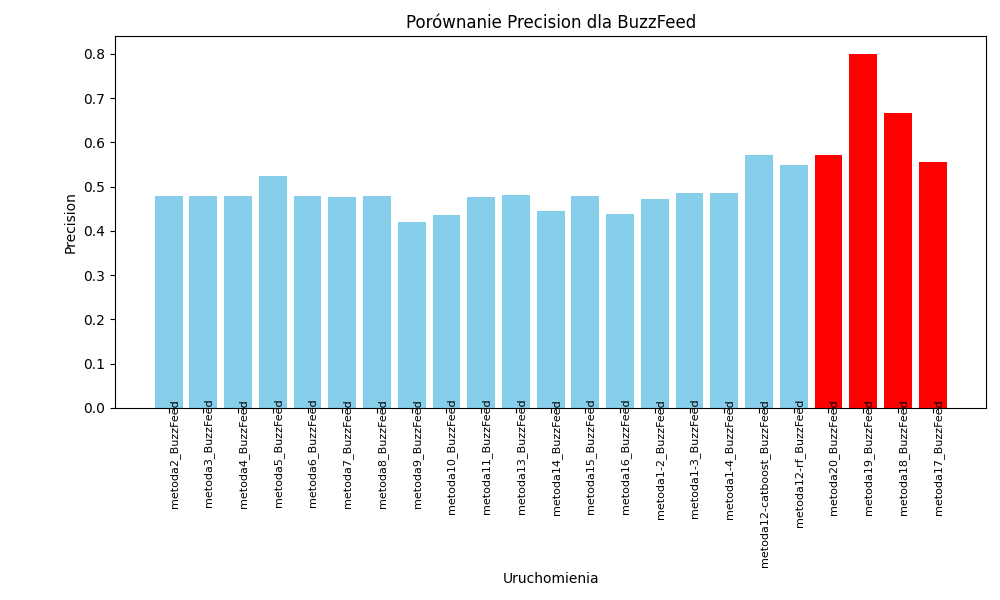 Porównanie Precision dla BuzzFeed
Precision
0.8
0.7
0.6
0.5
0.4
0.3
0.2
0.1
0.0
metoda2_BuzzFeed
metoda3_BuzzFeed
metoda4_BuzzFeed
metoda5_BuzzFeed
metoda6_BuzzFeed
metoda7_BuzzFeed
metoda8_BuzzFeed
metoda9_BuzzFeed
metoda10_BuzzFeed
metoda11_BuzzFeed
metoda13_BuzzFeed
metoda14_BuzzFeed
metoda15_BuzzFeed
metoda16_BuzzFeed
metoda1-2_BuzzFeed
metoda1-3_BuzzFeed
metoda1-4_BuzzFeed
metoda12-catboost_BuzzFeed
metoda12-rf_BuzzFeed
metoda20_BuzzFeed
metoda19_BuzzFeed
metoda18_BuzzFeed
metoda17_BuzzFeed
Uruchomienia